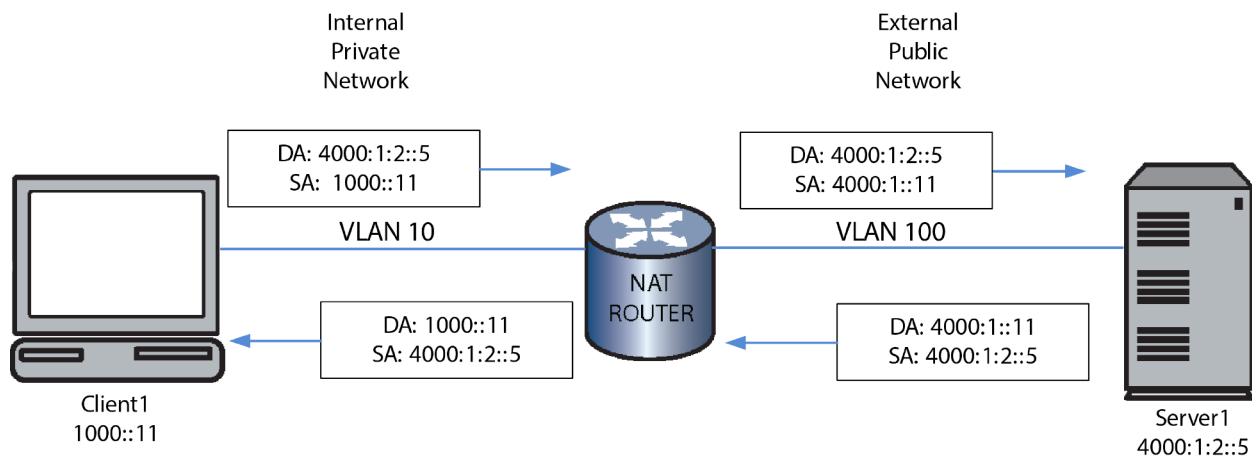 Internal
Private
Network
External
Public
Network
DA: 4000:1:2::5
SA: 1000::11
DA: 4000:1:2::5
SA: 4000:1::11
VLAN 10
VLAN 100
NAT
ROUTER
DA: 1000::11
SA: 4000:1:2::5
DA: 4000:1::11
SA: 4000:1:2::5
Client1
1000::11
Server1
4000:1:2::5